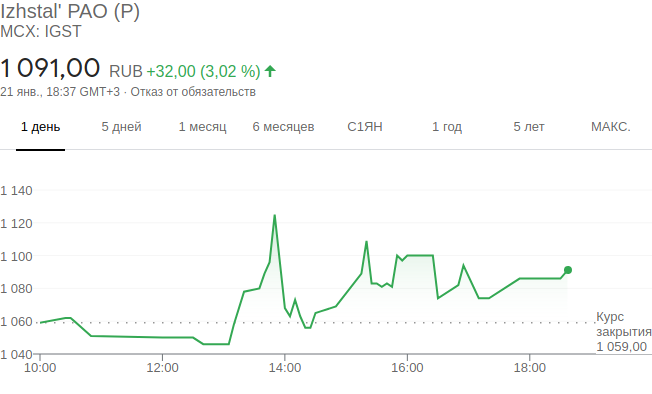 Izhstal' PAO (P)
MCX: IGST
1 091,00 RUB +32,00 (3,02 %)
21 янв., 18:37 GMT+3 · Отказ от обязательств
1 день 5 дней 1 месяц 6 месяцев С1ЯН 1 год 5 лет МАКС.
1 140
1 120
1 100
1 080
1 060
1 040
Курс
закрытия
1 059,00
10:00 12:00 14:00 16:00 18:00